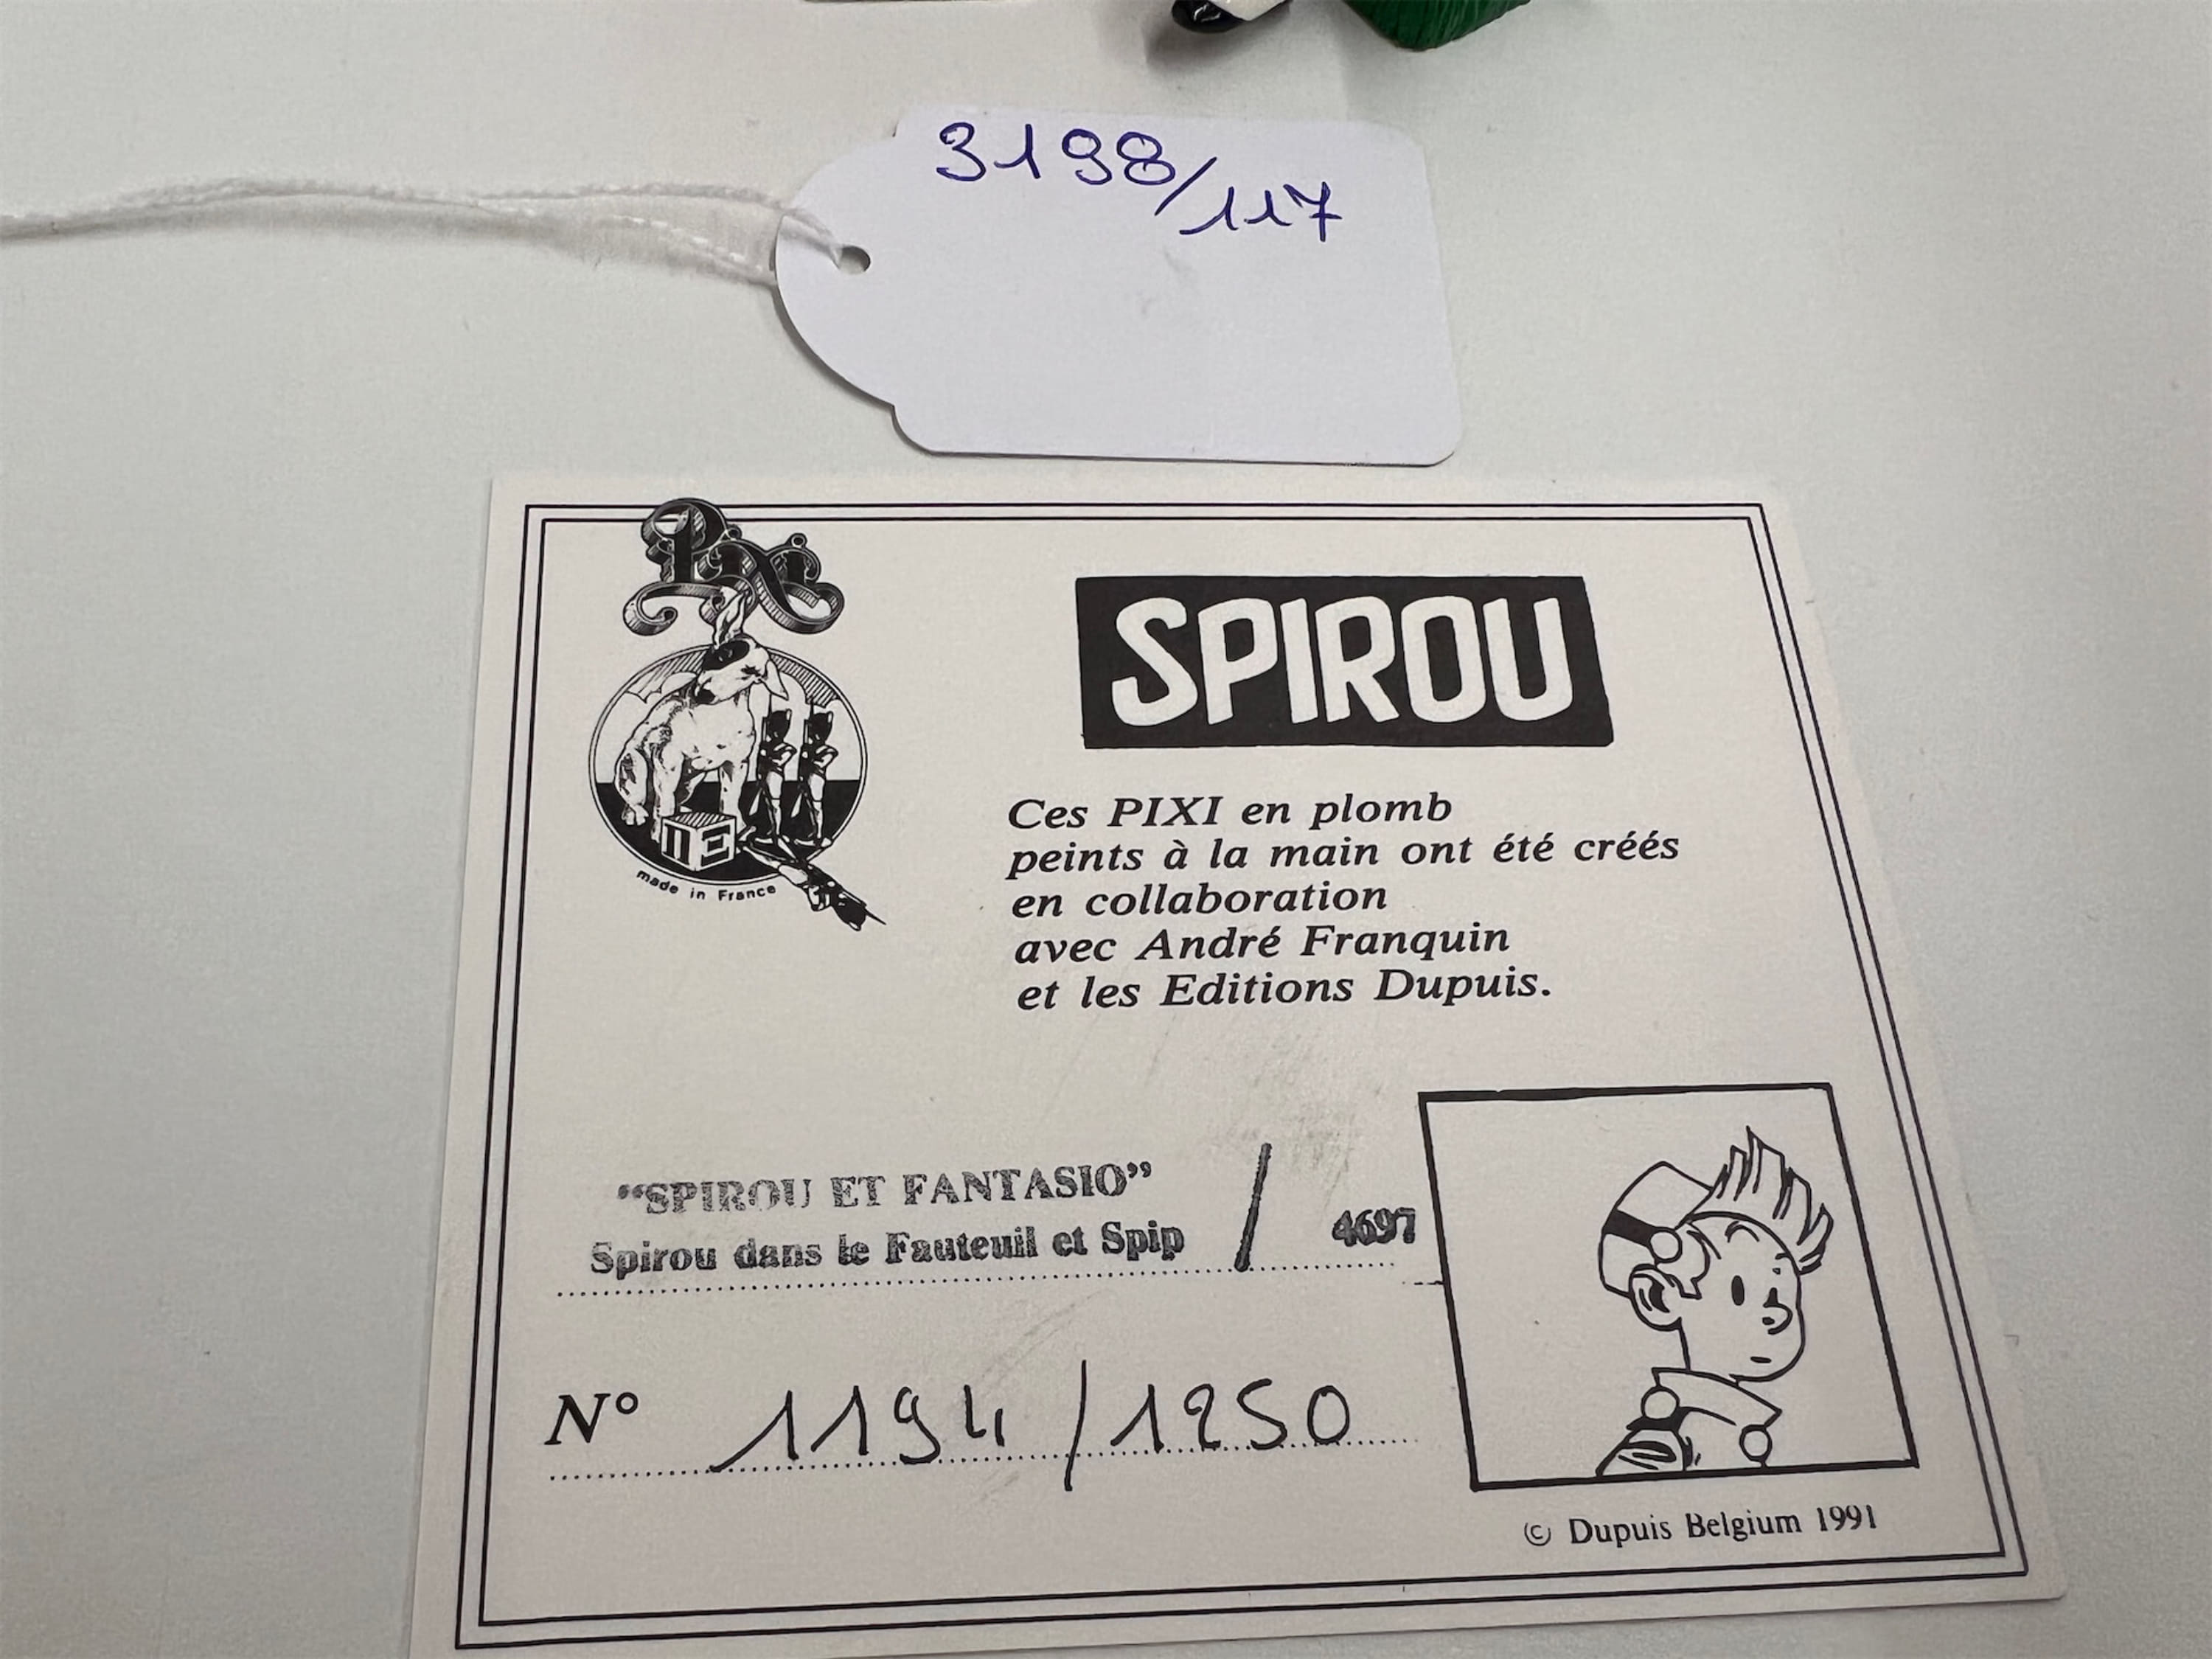 3198/117
Pixi
made in France
SPIROU
Ces PIXI en plomb
peints à la main ont été créés
en collaboration
avec André Franquin
et les Editions Dupuis.
“SPIROU ET FANTASIO”
Spirou dans le Fauteuil et Spip / 4697
N° 1194/1250
© Dupuis Belgium 1991